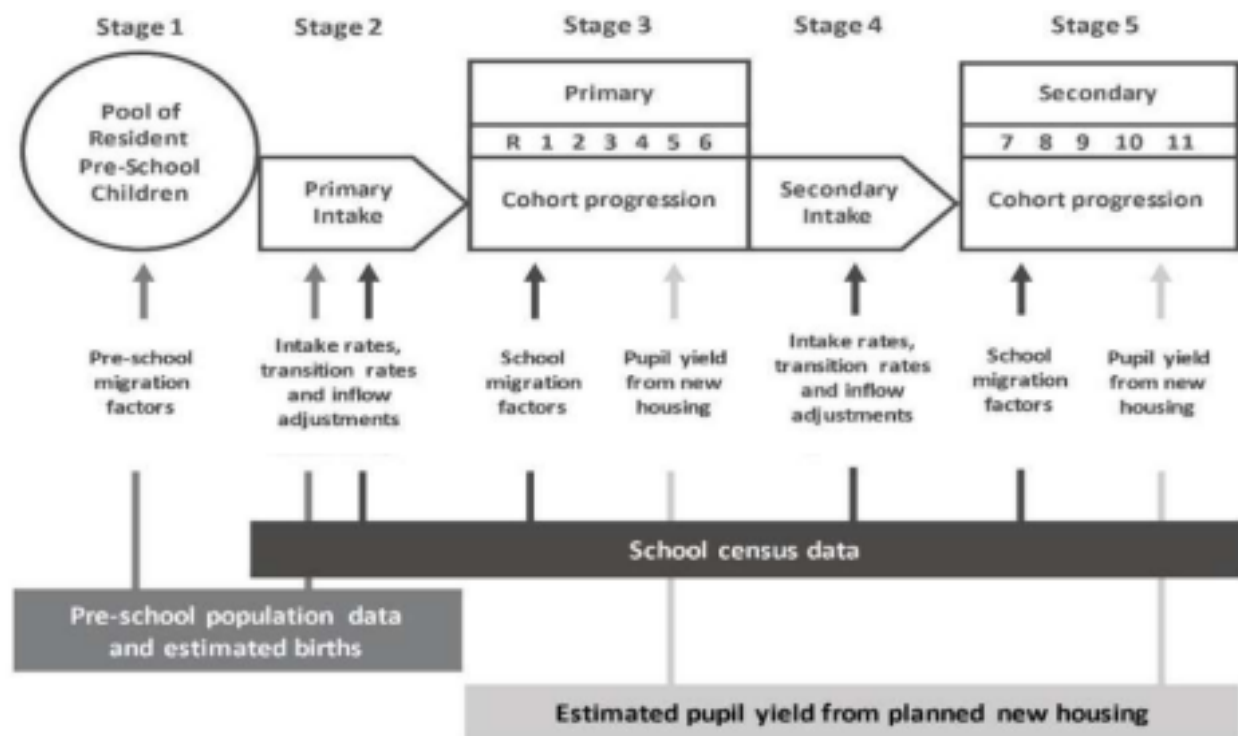 Stage 1
Stage 2
Stage 3
Stage 4
Stage 5
Pool of
Resident
Pre-School
Children
Primary
Intake
Primary
R 1 2 3 4 5 6
Cohort progression
Secondary
Intake
Secondary
7 8 9 10 11
Cohort progression
Pre-school
migration
factors
Intake rates,
transition rates
and inflow
adjustments
School
migration
factors
Pupil yield
from new
housing
Intake rates,
transition rates
and inflow
adjustments
School
migration
factors
Pupil yield
from new
housing
School census data
Pre-school population data
and estimated births
Estimated pupil yield from planned new housing